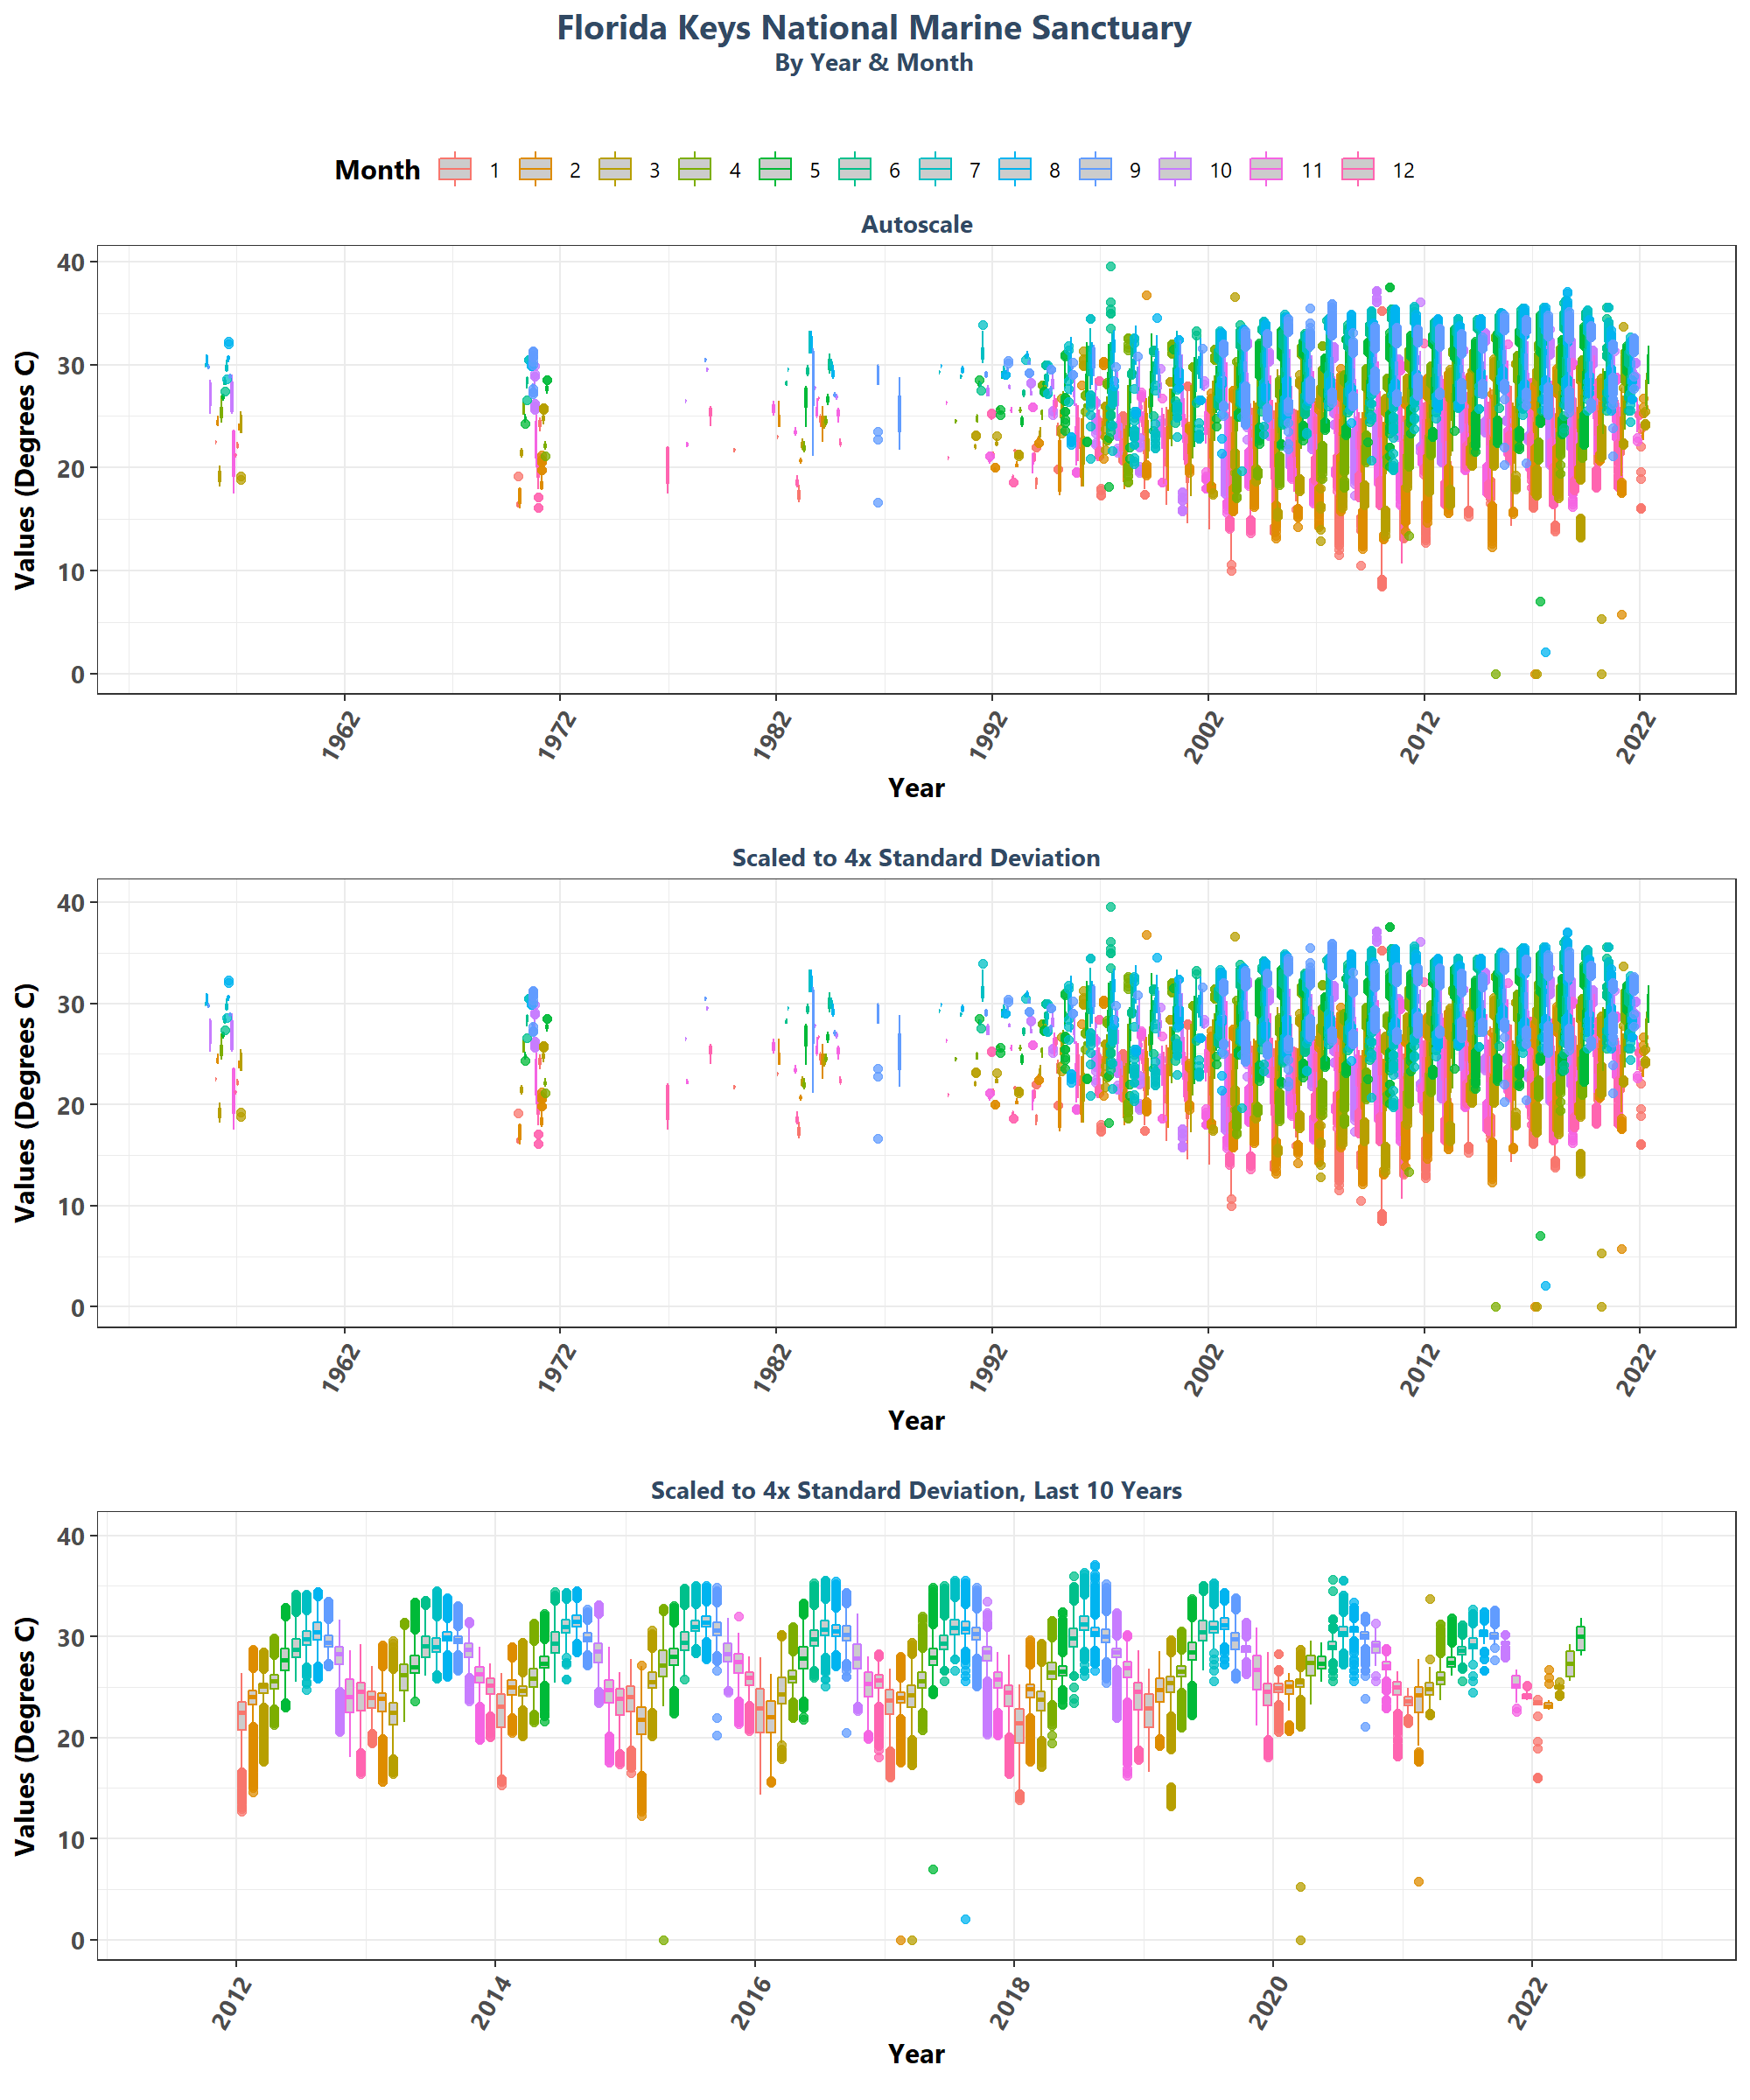 Florida Keys National Marine Sanctuary
By Year & Month
Month 1 2 3 4 5 6 7 8 9 10 11 12
Autoscale
Values (Degrees C)
40
30
20
10
0
1962 1972 1982 1992 2002 2012 2022
Year
Scaled to 4x Standard Deviation
Values (Degrees C)
40
30
20
10
0
1962 1972 1982 1992 2002 2012 2022
Year
Scaled to 4x Standard Deviation, Last 10 Years
Values (Degrees C)
40
30
20
10
0
2012 2014 2016 2018 2020 2022
Year